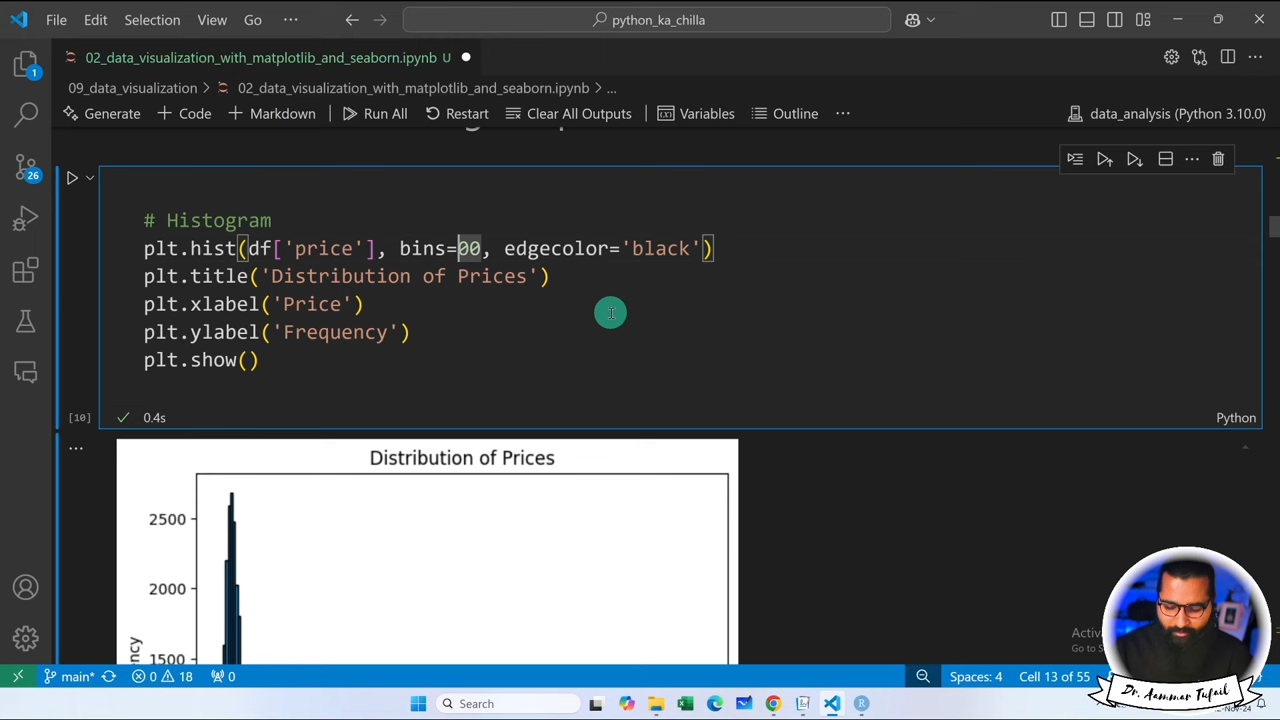 File Edit Selection View Go ··· python_ka_chilla
02_data_visualization_with_matplotlib_and_seaborn.ipynb U
09_data_visualization > 02_data_visualization_with_matplotlib_and_seaborn.ipynb > ...
Generate + Code + Markdown Run All Restart Clear All Outputs Variables Outline ··· data_analysis (Python 3.10.0)
1
26
# Histogram
plt.hist(df['price'], bins=00, edgecolor='black')
plt.title('Distribution of Prices')
plt.xlabel('Price')
plt.ylabel('Frequency')
plt.show()
[10] 0.4s Python
Distribution of Prices
2500
2000
1500
Dr. Aammar Tufail
main* 0 18 0 Spaces: 4 Cell 13 of 55
Search